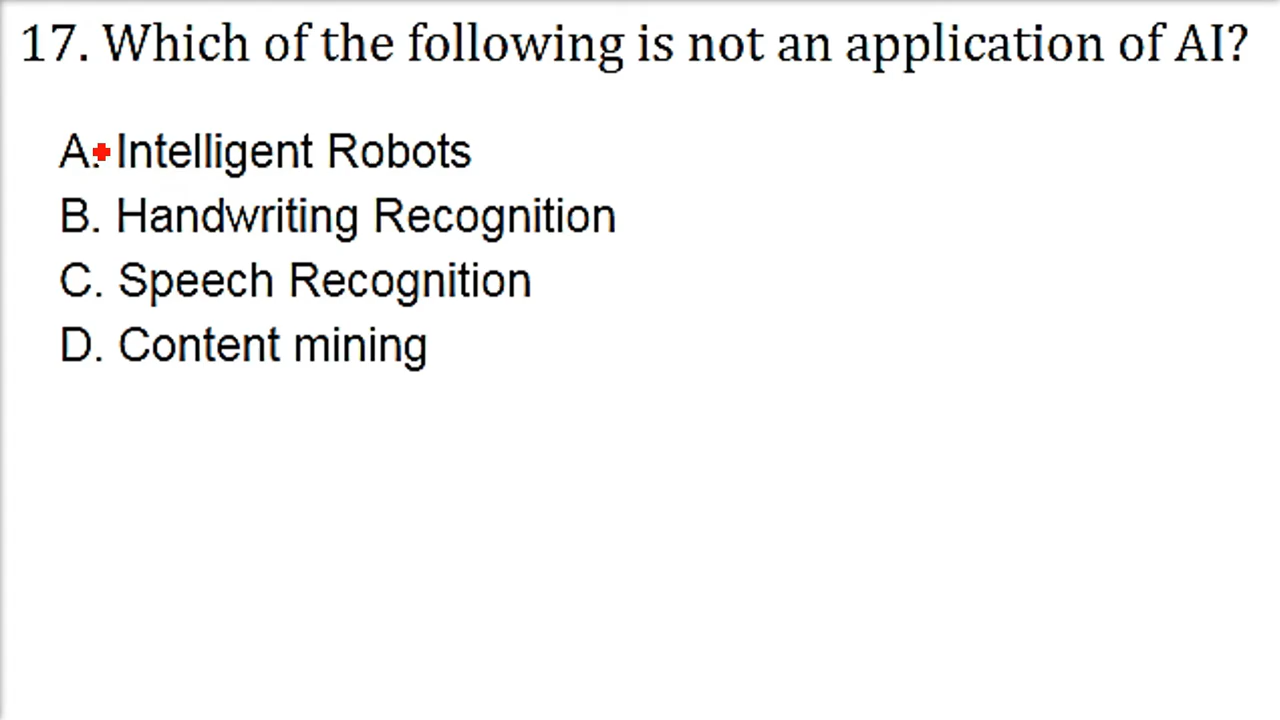 17. Which of the following is not an application of AI?
A. Intelligent Robots
B. Handwriting Recognition
C. Speech Recognition
D. Content mining